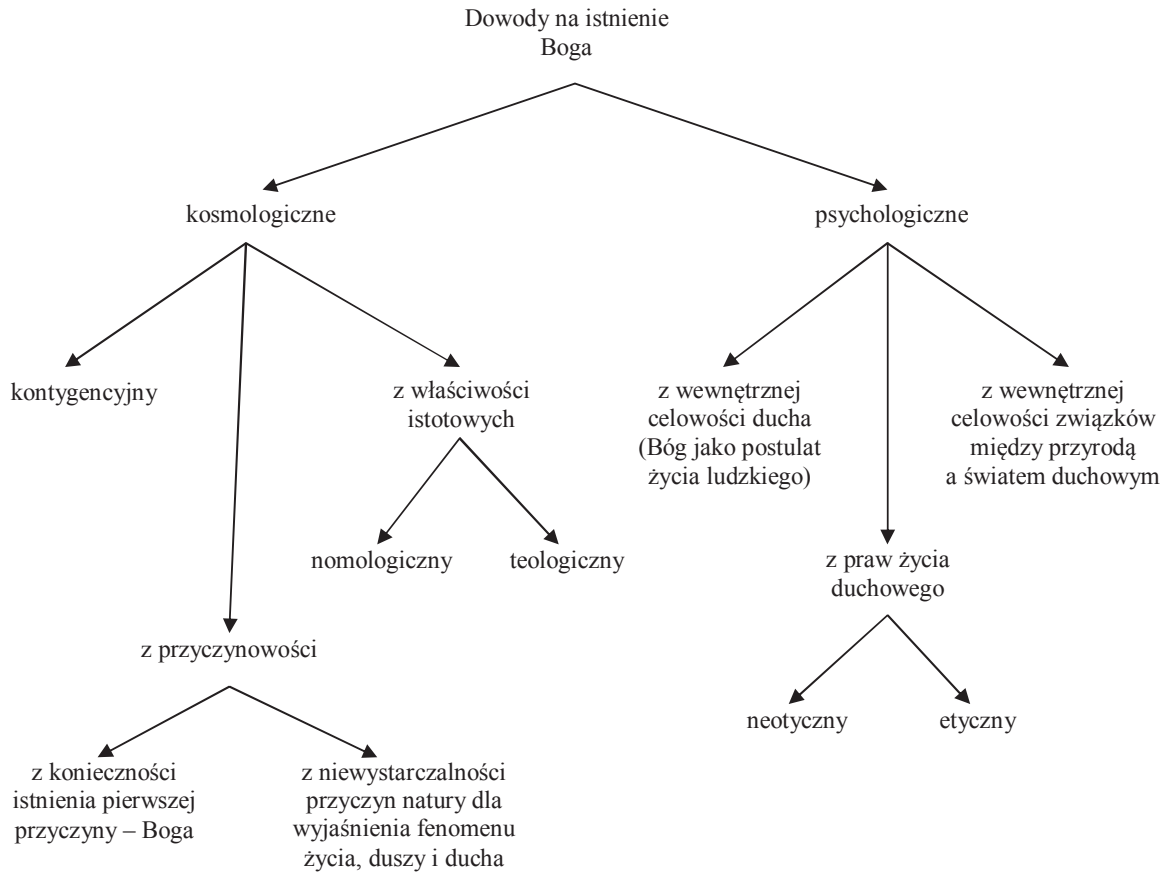 Dowody na istnienie
Boga
kosmologiczne
psychologiczne
kontygencyjny
z właściwości
istotowych
z wewnętrznej
celowości ducha
(Bóg jako postulat
życia ludzkiego)
z wewnętrznej
celowości związków
między przyrodą
a światem duchowym
nomologiczny
teologiczny
z praw życia
duchowego
z przyczynowości
neotyczny
etyczny
z konieczności
istnienia pierwszej
przyczyny – Boga
z niewystarczalności
przyczyn natury dla
wyjaśnienia fenomenu
życia, duszy i ducha